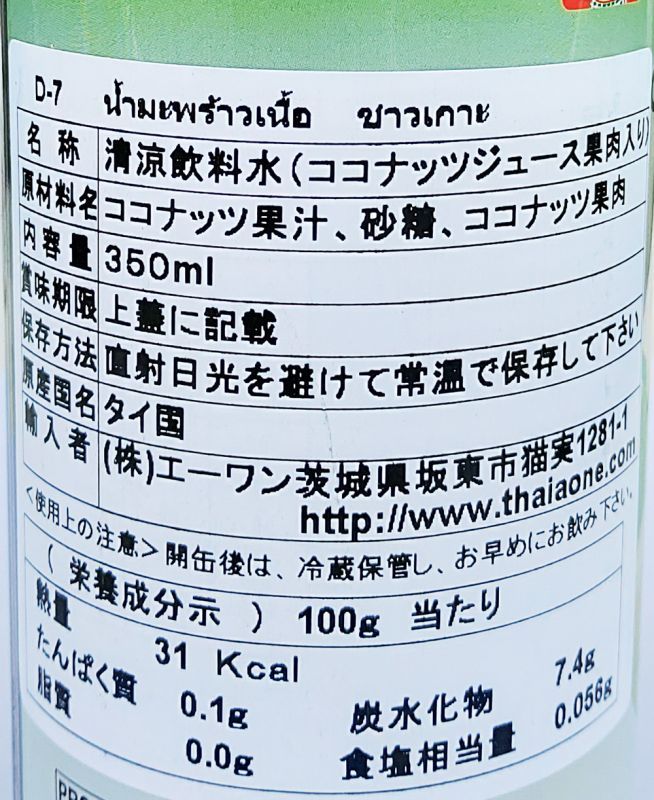 D-7 น้ำมะพร้าวเนื้อ ชาวเกาะ
名称 清涼飲料水(ココナッツジュース果肉入り)
原材料名 ココナッツ果汁、砂糖、ココナッツ果肉
内容量 350ml
賞味期限 上蓋に記載
保存方法 直射日光を避けて常温で保存して下さい
原産国名 タイ国
輸入者 (株)エーワン茨城県坂東市猫実1281-1
http://www.thaiaone.com
<使用上の注意>開缶後は、冷蔵保管し、お早めにお飲み下さい。
(栄養成分示) 100g 当たり
熱量 31 Kcal
たんぱく質 0.1g 炭水化物 7.4g
脂質 0.0g 食塩相当量 0.056g